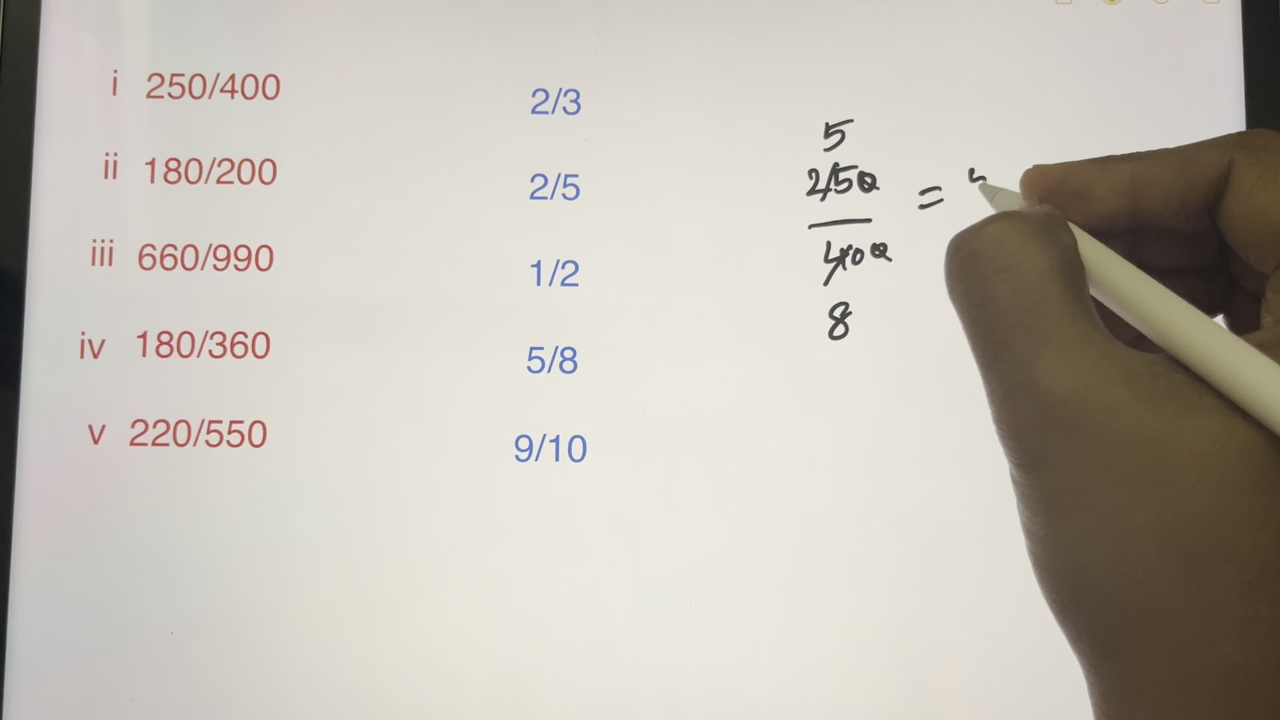 i 250/400 2/3
ii 180/200 2/5
iii 660/990 1/2
iv 180/360 5/8
v 220/550 9/10
5
250
=
400
8